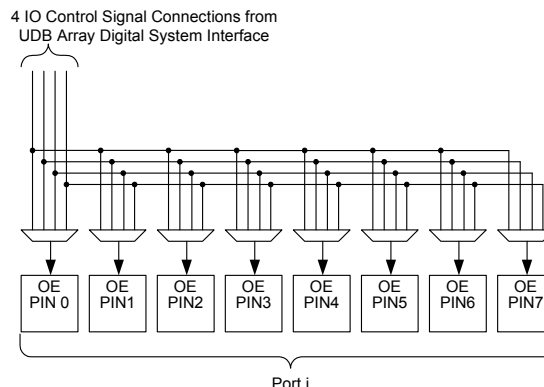 4 IO Control Signal Connections from
UDB Array Digital System Interface
OE
PIN 0
OE
PIN1
OE
PIN2
OE
PIN3
OE
PIN4
OE
PIN5
OE
PIN6
OE
PIN7
Port i